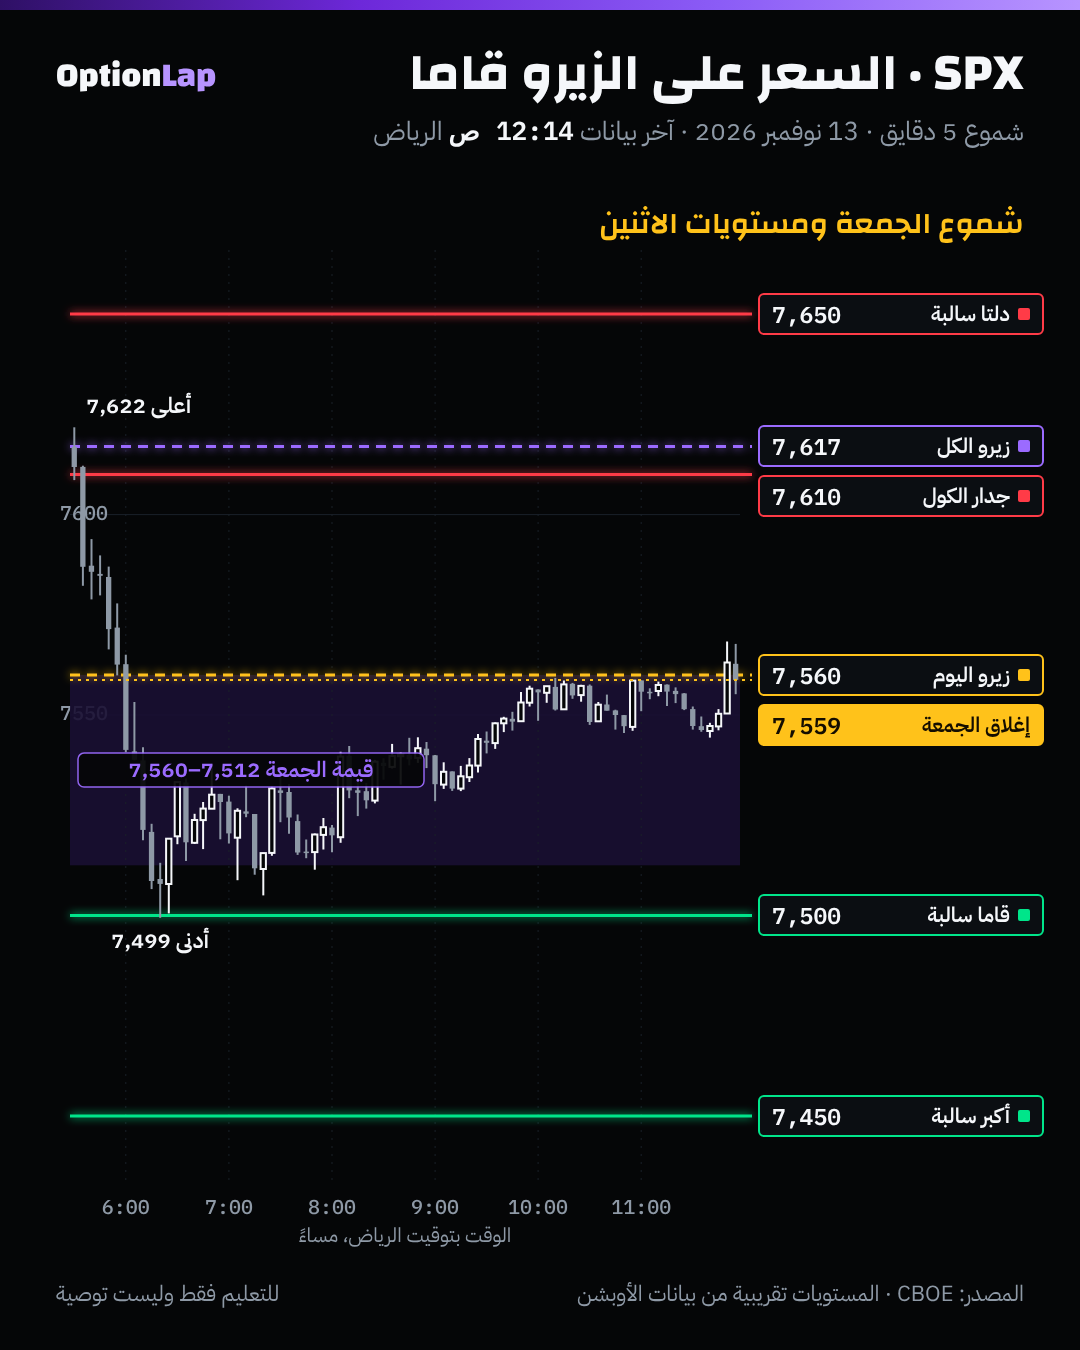 SPX · السعر على الزيرو قاما
OptionLap
شموع 5 دقايق · 13 نوفمبر 2026 · آخر بيانات 12:14 ص الرياض
شموع الجمعة ومستويات الاثنين
دلتا سالبة 7,650
أعلى 7,622
زيرو الكل 7,617
جدار الكول 7,610
7600
زيرو اليوم 7,560
إغلاق الجمعة 7,559
7550
قيمة الجمعة 7,512–7,560
قاما سالبة 7,500
أدنى 7,499
أكبر سالبة 7,450
6:00 7:00 8:00 9:00 10:00 11:00
الوقت بتوقيت الرياض، مساءً
المصدر: CBOE · المستويات تقريبية من بيانات الأوبشن
للتعليم فقط وليست توصية